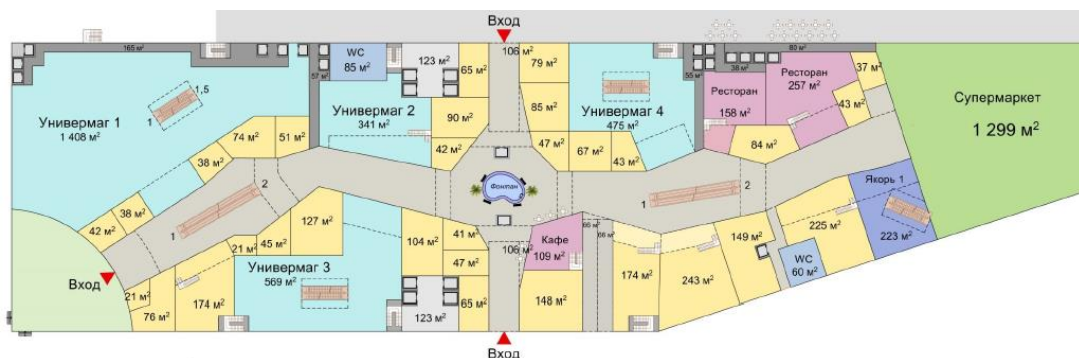 Вход
165 м²
WC
85 м²
57 м²
123 м²
65 м²
106 м²
79 м²
55 м²
38 м²
80 м²
37 м²
Ресторан
257 м²
Ресторан
158 м²
43 м²
Супермаркет
1 299 м²
Универмаг 1
1 408 м²
1
1,5
Универмаг 2
341 м²
90 м²
85 м²
Универмаг 4
475 м²
74 м²
51 м²
38 м²
42 м²
47 м²
67 м²
43 м²
84 м²
38 м²
42 м²
1
2
Фонтан
1
2
Якорь 1
223 м²
127 м²
45 м²
21 м²
104 м²
41 м²
47 м²
106 м²
Кафе
109 м²
66 м²
66 м²
149 м²
225 м²
WC
60 м²
Вход
21 м²
76 м²
174 м²
Универмаг 3
569 м²
123 м²
65 м²
148 м²
174 м²
243 м²
Вход